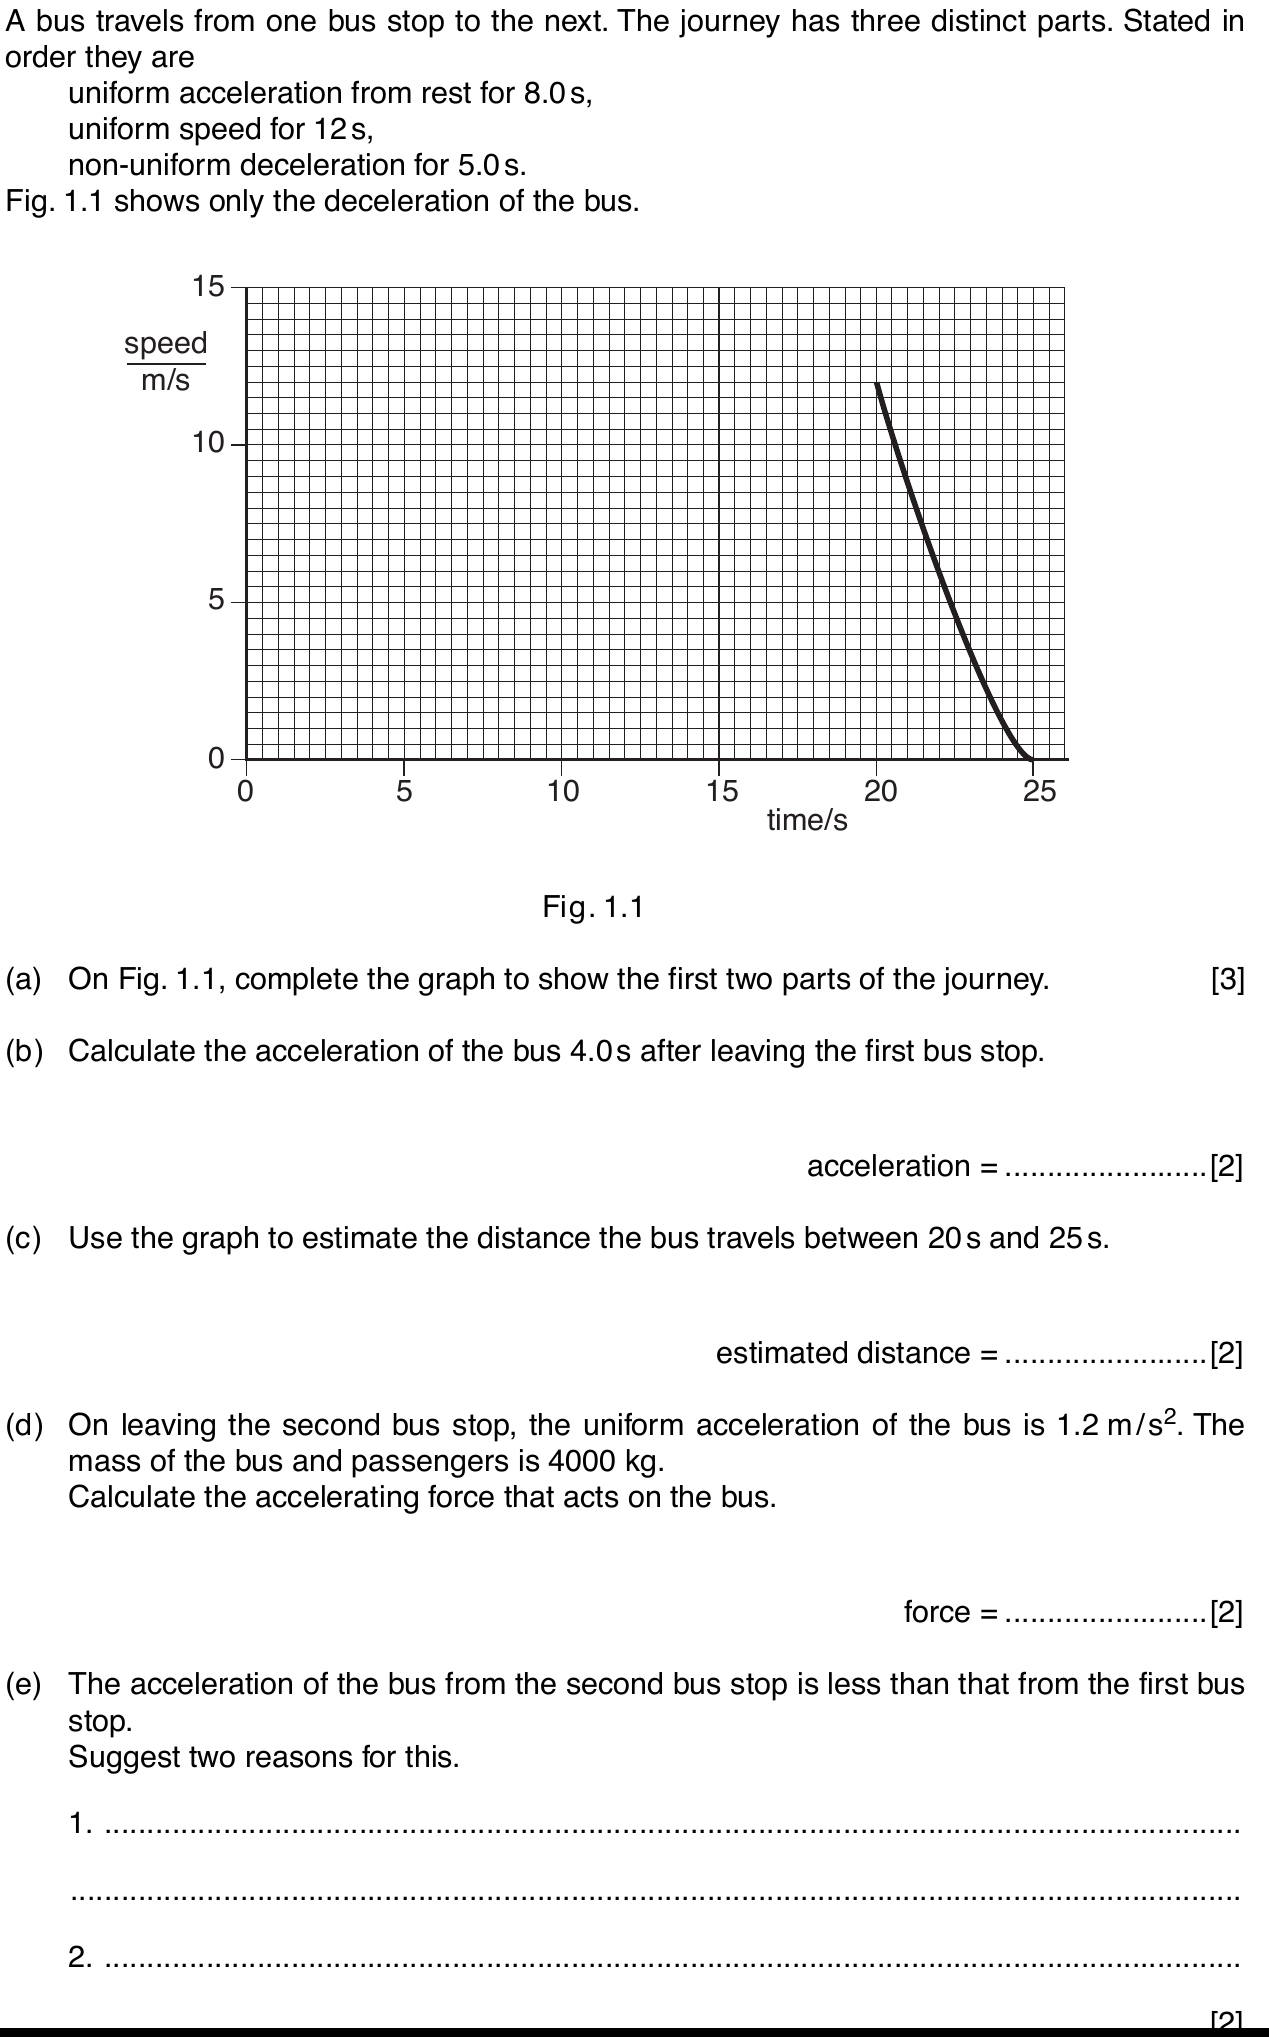 A bus travels from one bus stop to the next. The journey has three distinct parts. Stated in
order they are
uniform acceleration from rest for 8.0 s,
uniform speed for 12 s,
non-uniform deceleration for 5.0 s.
Fig. 1.1 shows only the deceleration of the bus.
15
speed
m/s
10
5
0
0 5 10 15 20 25
time/s
Fig. 1.1
(a) On Fig. 1.1, complete the graph to show the first two parts of the journey. [3]
(b) Calculate the acceleration of the bus 4.0 s after leaving the first bus stop.
acceleration = ........................[2]
(c) Use the graph to estimate the distance the bus travels between 20 s and 25 s.
estimated distance = ........................[2]
(d) On leaving the second bus stop, the uniform acceleration of the bus is 1.2 m/s². The
mass of the bus and passengers is 4000 kg.
Calculate the accelerating force that acts on the bus.
force = ........................[2]
(e) The acceleration of the bus from the second bus stop is less than that from the first bus
stop.
Suggest two reasons for this.
1. ....................................................................................................................................
.........................................................................................................................................
2. ....................................................................................................................................
[2]